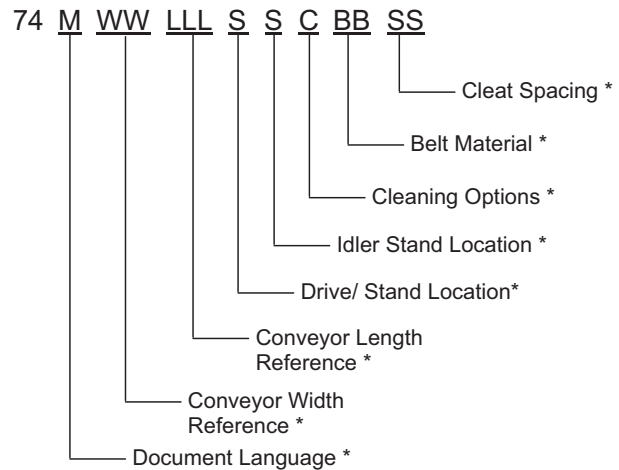 74 M WW LLL S S C BB SS
Cleat Spacing *
Belt Material *
Cleaning Options *
Idler Stand Location *
Drive/ Stand Location*
Conveyor Length
Reference *
Conveyor Width
Reference *
Document Language *